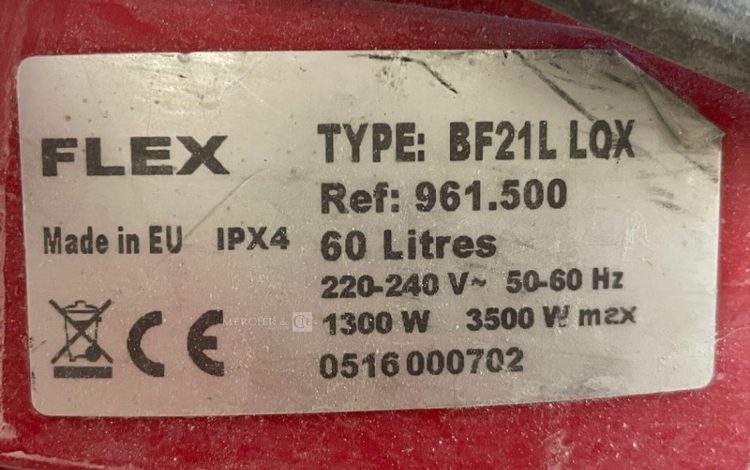 FLEX
Made in EU IPX4
CE
TYPE: BF21L LQX
Ref: 961.500
60 Litres
220-240 V~ 50-60 Hz
1300 W 3500 W max
0516 000702